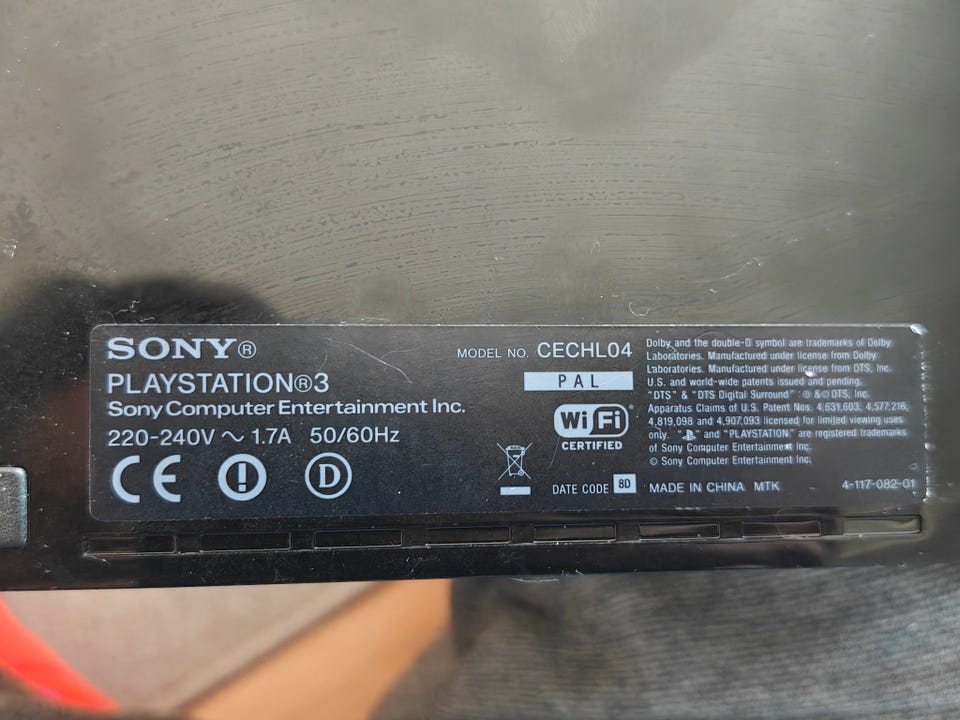 SONY®
PLAYSTATION®3
Sony Computer Entertainment Inc.
220-240V ~ 1.7A 50/60Hz
CE
D
MODEL NO. CECHL04
PAL
Wi Fi
CERTIFIED
DATE CODE 8D
Dolby and the double-D symbol are trademarks of Dolby
Laboratories. Manufactured under license from Dolby
Laboratories. Manufactured under license from DTS, Inc.
U.S. and world-wide patents issued and pending.
"DTS" & "DTS Digital Surround" : ® & © DTS, Inc.
Apparatus Claims of U.S. Patent Nos. 4,631,603, 4,577,216,
4,819,098 and 4,907,093 licensed for limited viewing uses
only. " " and "PLAYSTATION" are registered trademarks
of Sony Computer Entertainment Inc.
© Sony Computer Entertainment Inc.
MADE IN CHINA MTK
4-117-082-01